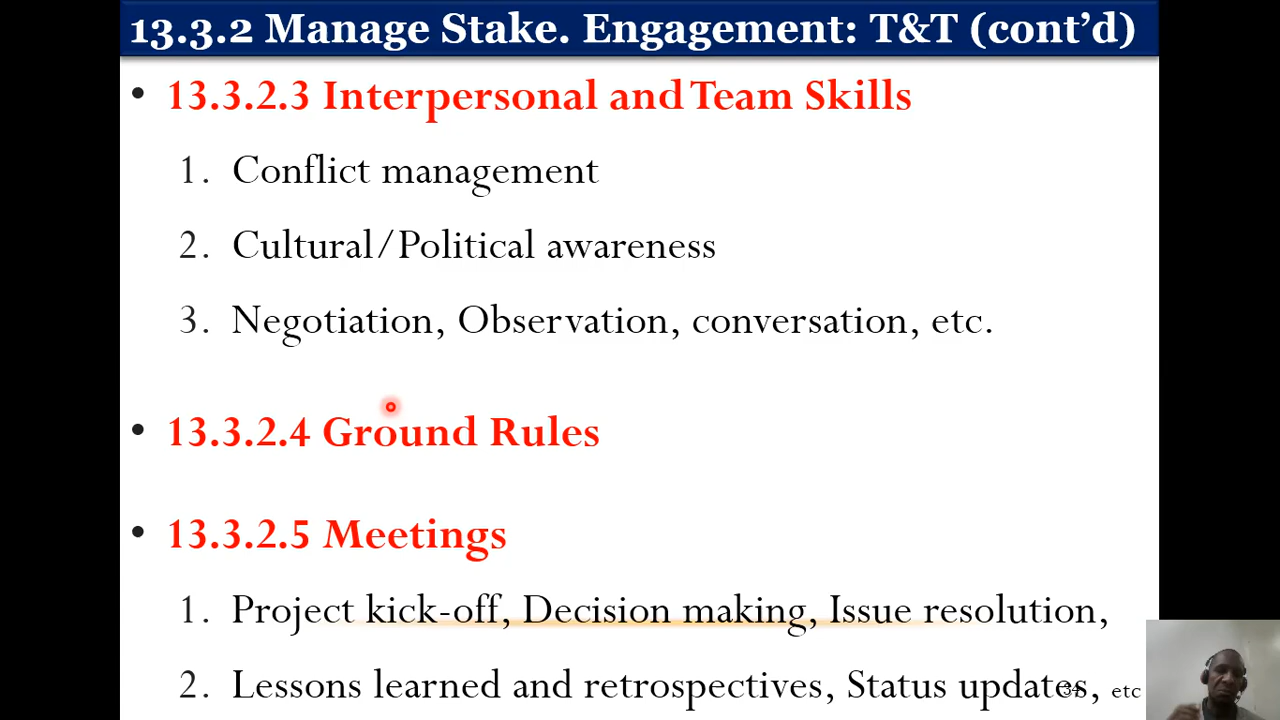 13.3.2 Manage Stake. Engagement: T&T (cont’d)
• 13.3.2.3 Interpersonal and Team Skills
1. Conflict management
2. Cultural/Political awareness
3. Negotiation, Observation, conversation, etc.
• 13.3.2.4 Ground Rules
• 13.3.2.5 Meetings
1. Project kick-off, Decision making, Issue resolution,
2. Lessons learned and retrospectives, Status updates, etc